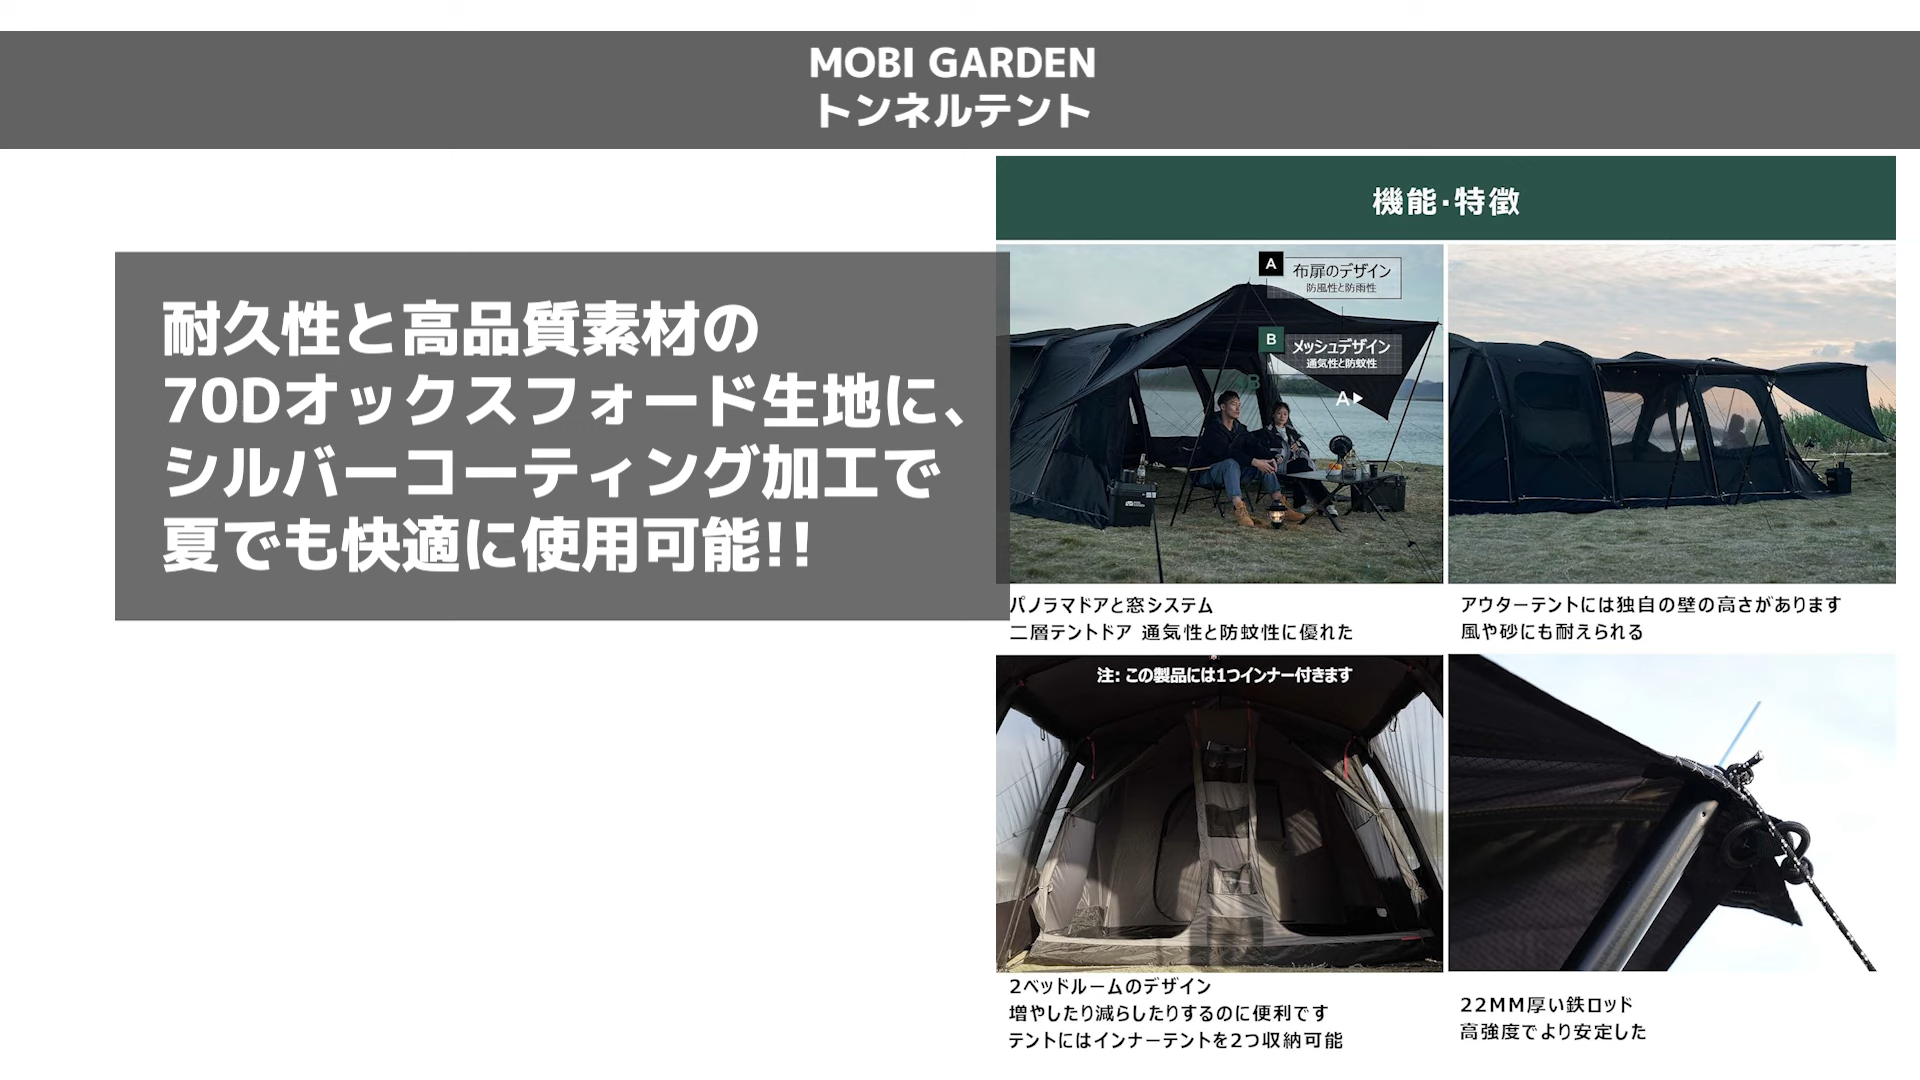 MOBI GARDEN
トンネルテント
耐久性と高品質素材の
70Dオックスフォード生地に、
シルバーコーティング加工で
夏でも快適に使用可能!!
機能·特徴
A 布扉のデザイン
防風性と防雨性
B メッシュデザイン
通気性と防蚊性
B
A
パノラマドアと窓システム
二層テントドア 通気性と防蚊性に優れた
アウターテントには独自の壁の高さがあります
風や砂にも耐えられる
注: この製品には1つインナー付きます
2ベッドルームのデザイン
増やしたり減らしたりするのに便利です
テントにはインナーテントを2つ収納可能
22MM厚い鉄ロッド
高強度でより安定した